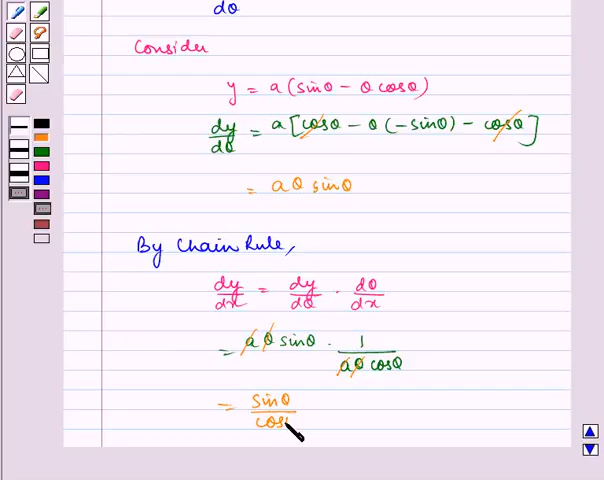 dθ
Consider
y = a(sinθ - θ cosθ)
dy/dθ = a[cosθ - θ(-sinθ) - cosθ]
= aθ sinθ
By Chain Rule,
dy/dx = dy/dθ · dθ/dx
= aθ sinθ · 1/(aθ cosθ)
= sinθ/cos